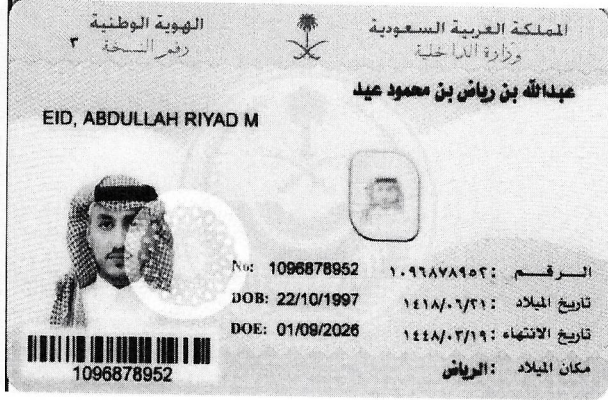 المملكة العربية السعودية
وزارة الداخلية
الهوية الوطنية
رقم النسخة ٣
عبدالله بن رياض بن محمود عيد
EID, ABDULLAH RIYAD M
No: 1096878952 الرقم : ١٠٩٦٨٧٨٩٥٢
DOB: 22/10/1997 تاريخ الميلاد : ١٤١٨/٠٦/٢١
DOE: 01/09/2026 تاريخ الانتهاء : ١٤٤٨/٠٣/١٩
مكان الميلاد : الرياض
1096878952